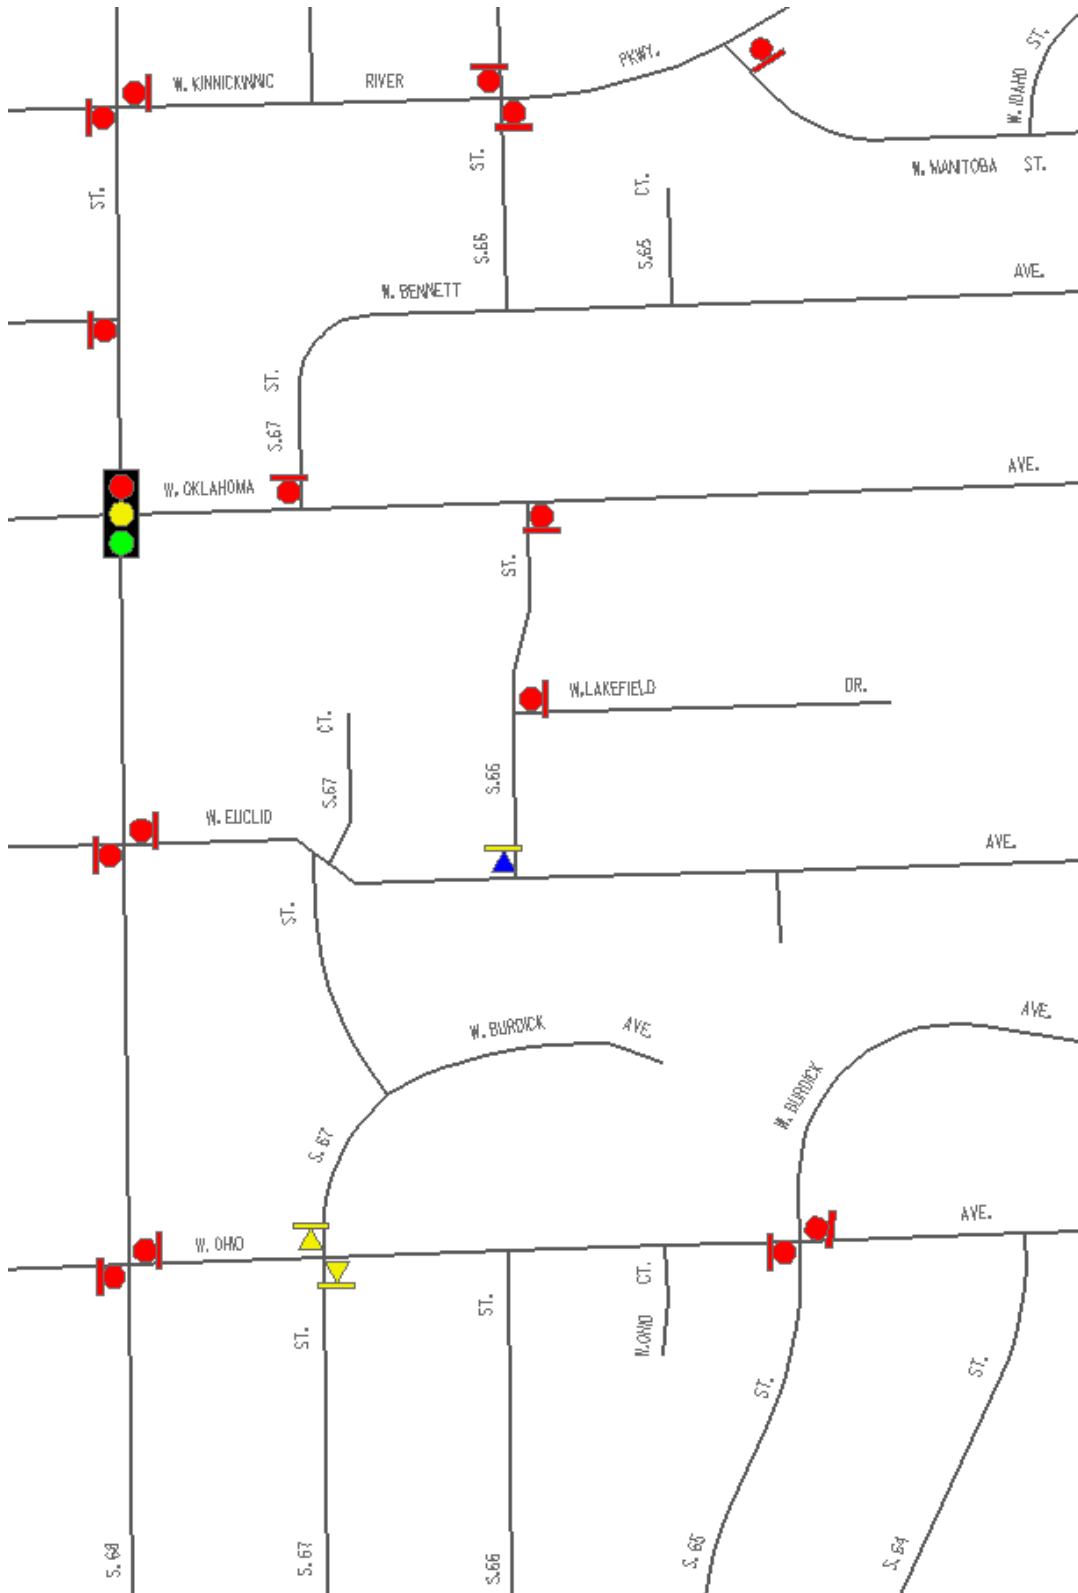 W. KINNICKINNIC RIVER PKWY.
W. IDAHO ST.
W. MANITOBA ST.
ST.
S.66 ST.
S.65 CT.
W. BENNETT AVE.
S.67 ST.
W. OKLAHOMA AVE.
ST.
W.LAKEFIELD DR.
S.66
S.67 CT.
W. EUCLID AVE.
ST.
W. BURDICK AVE
W. BURDICK AVE.
S. 67
W. OHIO AVE.
ST.
ST.
CT.
ST.
ST.
S. 68
S.67
S.66
S. 65
S. 64